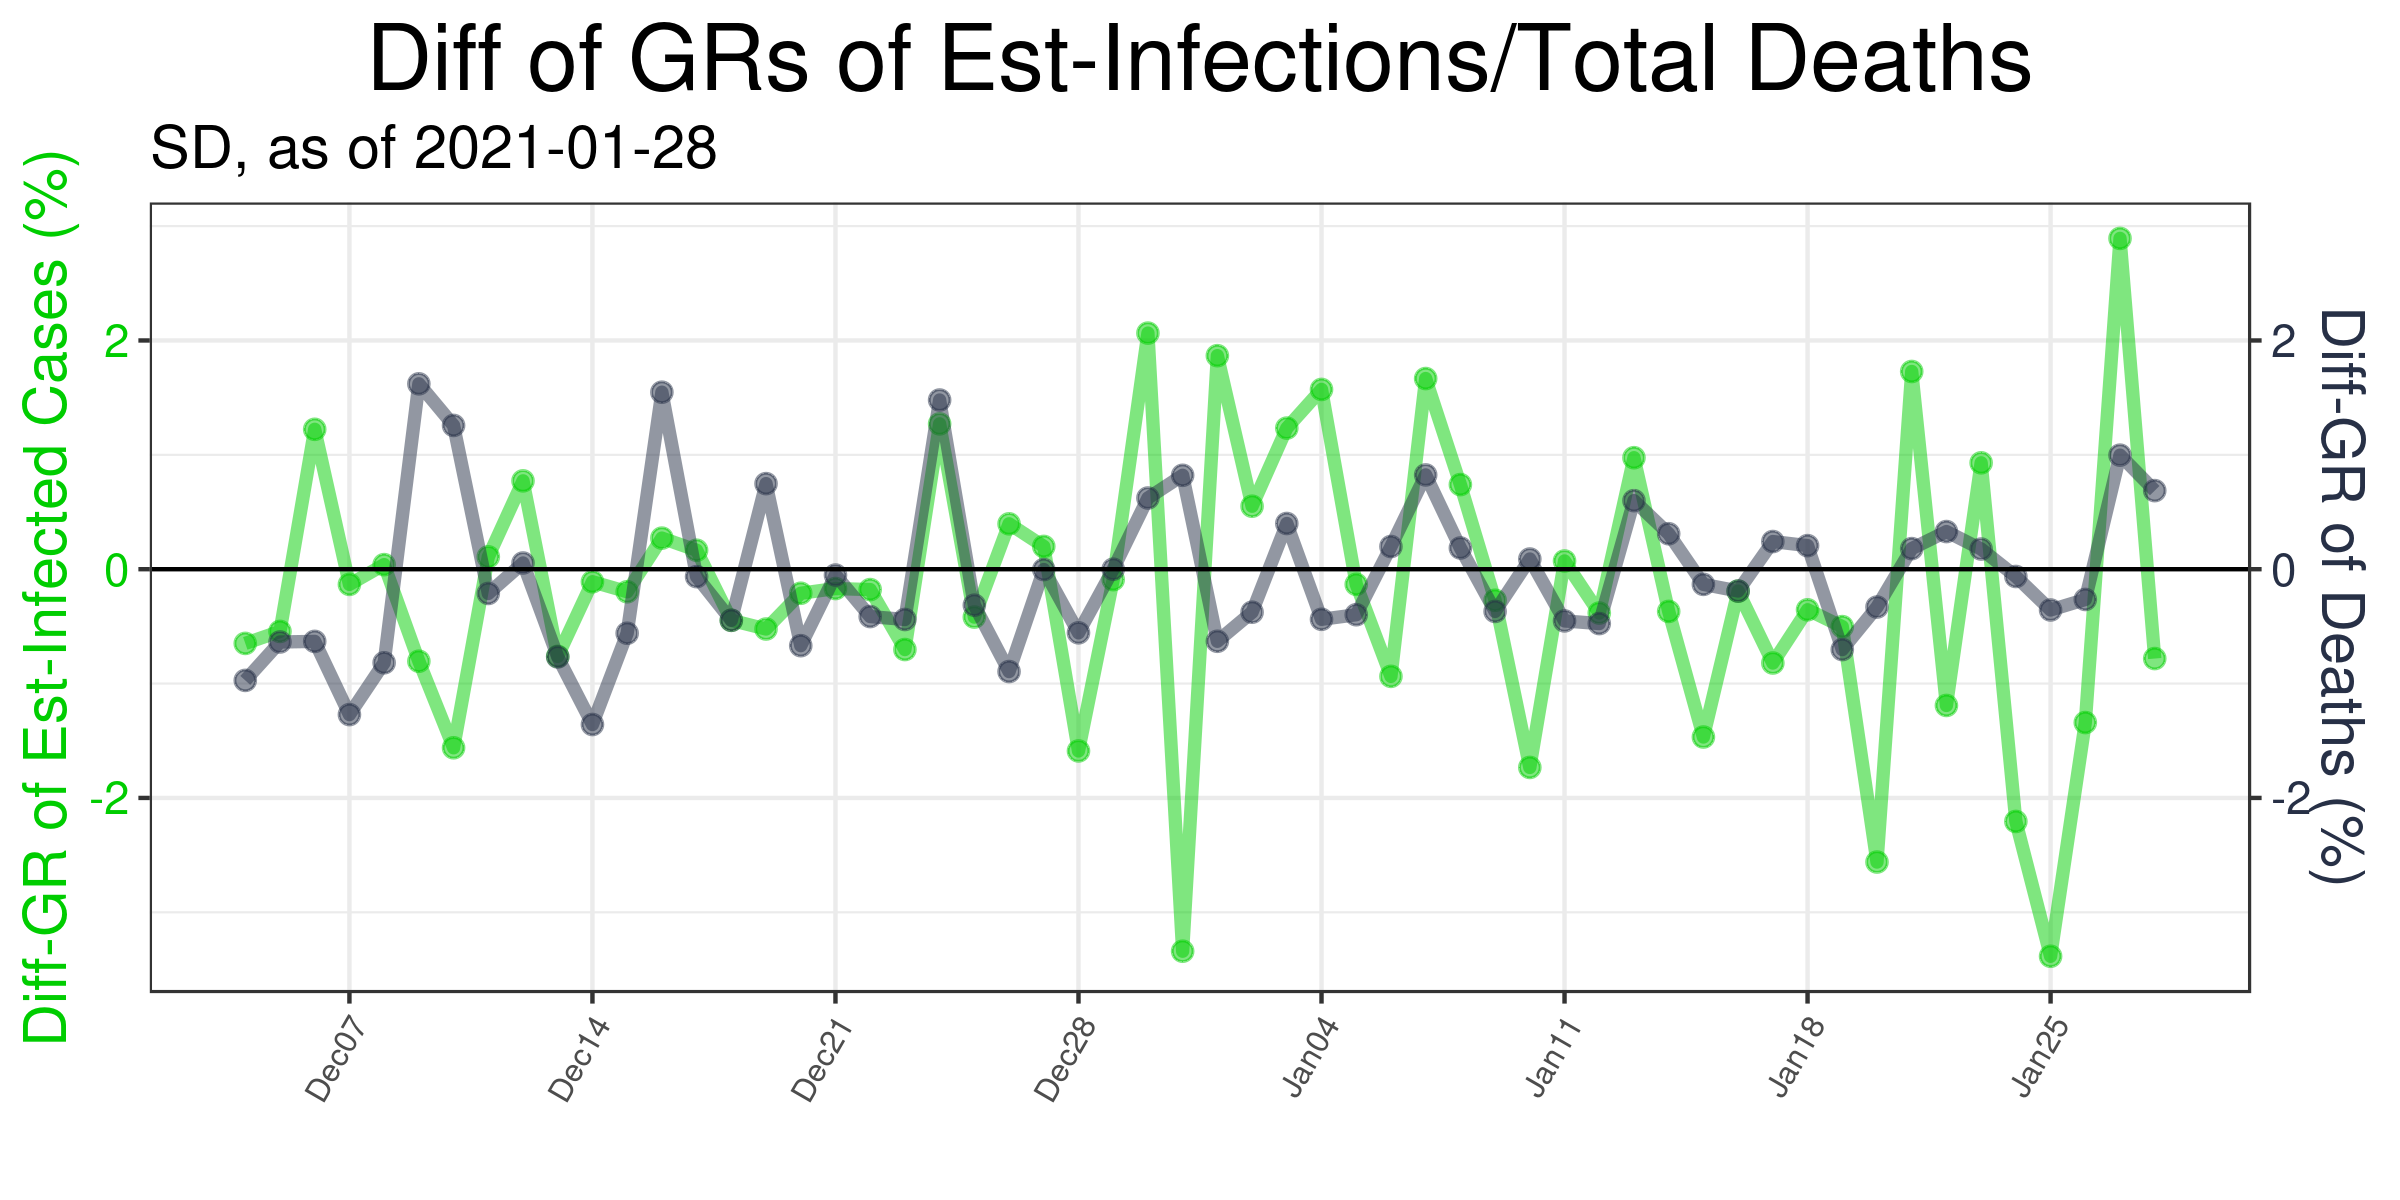 Diff of GRs of Est-Infections/Total Deaths
SD, as of 2021-01-28
Diff-GR of Est-Infected Cases (%)
2
0
-2
2
0
-2
Diff-GR of Deaths (%)
Dec07
Dec14
Dec21
Dec28
Jan04
Jan11
Jan18
Jan25